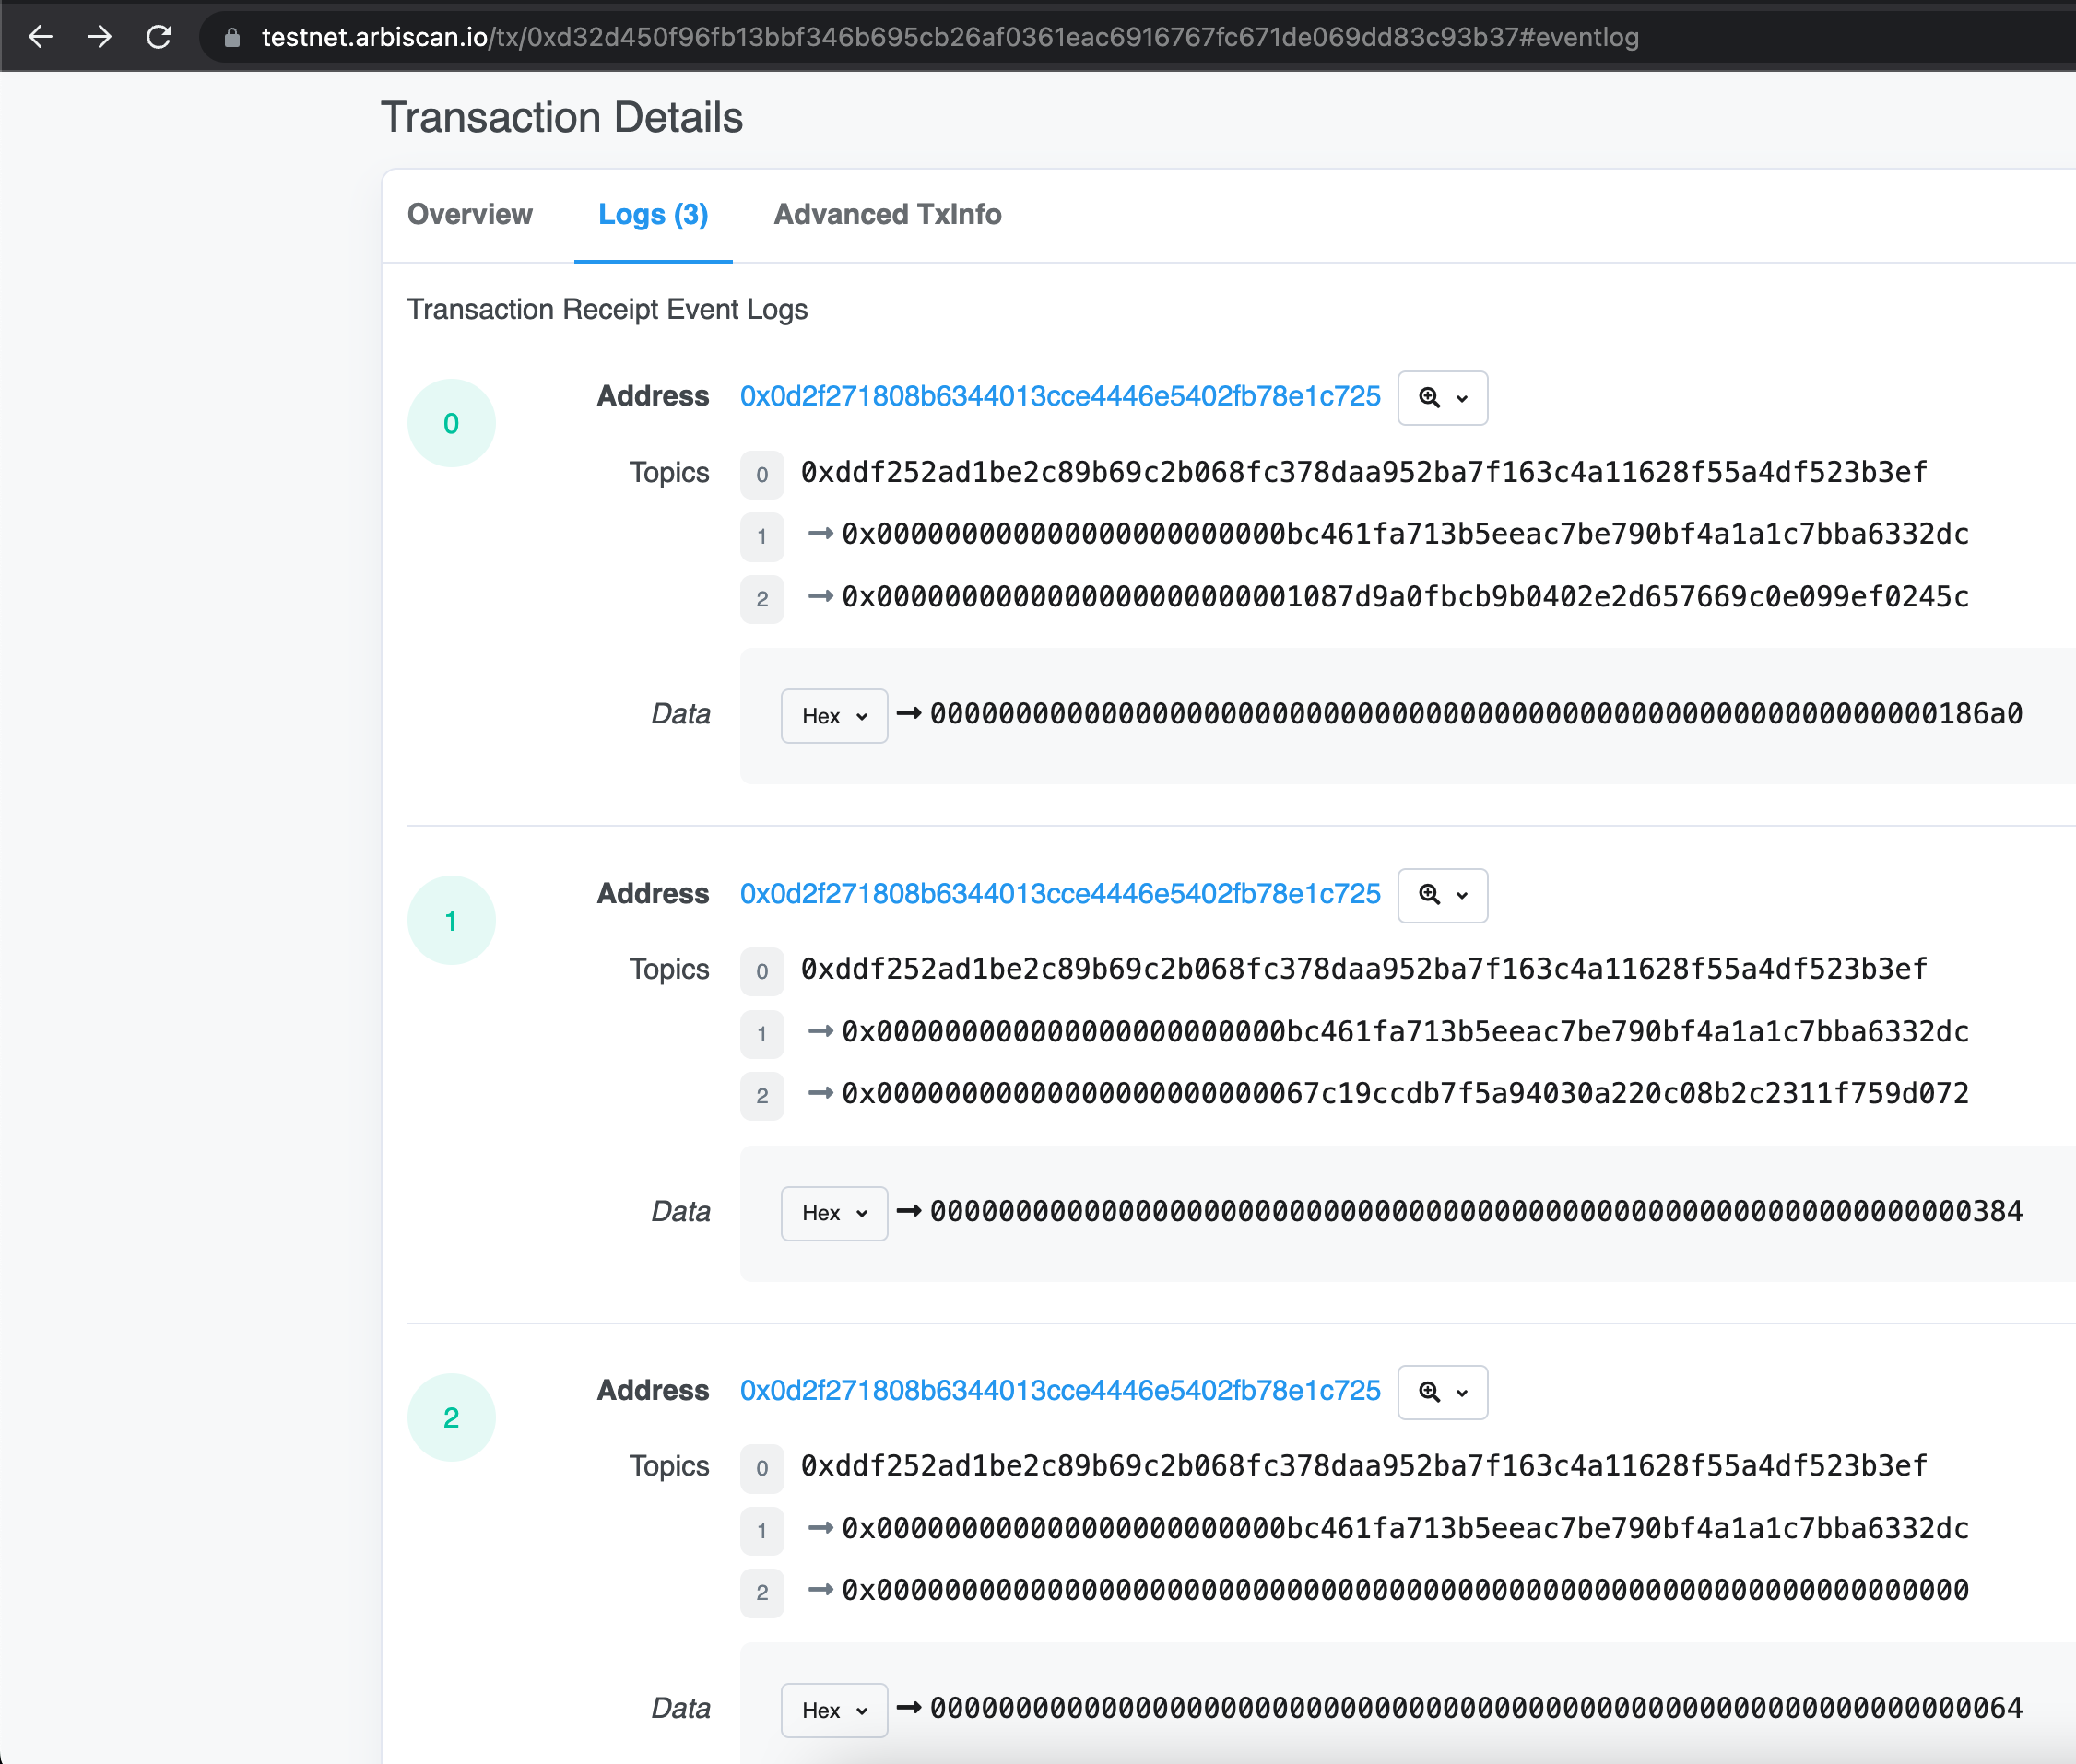 testnet.arbiscan.io/tx/0xd32d450f96fb13bbf346b695cb26af0361eac6916767fc671de069dd83c93b37#eventlog
Transaction Details
Overview Logs (3) Advanced TxInfo
Transaction Receipt Event Logs
0 Address 0x0d2f271808b6344013cce4446e5402fb78e1c725
Topics 0 0xddf252ad1be2c89b69c2b068fc378daa952ba7f163c4a11628f55a4df523b3ef
1 0x000000000000000000000000bc461fa713b5eeac7be790bf4a1a1c7bba6332dc
2 0x0000000000000000000000001087d9a0fbcb9b0402e2d657669c0e099ef0245c
Data Hex 00000000000000000000000000000000000000000000000000000000000186a0
1 Address 0x0d2f271808b6344013cce4446e5402fb78e1c725
Topics 0 0xddf252ad1be2c89b69c2b068fc378daa952ba7f163c4a11628f55a4df523b3ef
1 0x000000000000000000000000bc461fa713b5eeac7be790bf4a1a1c7bba6332dc
2 0x00000000000000000000000067c19ccdb7f5a94030a220c08b2c2311f759d072
Data Hex 0000000000000000000000000000000000000000000000000000000000000384
2 Address 0x0d2f271808b6344013cce4446e5402fb78e1c725
Topics 0 0xddf252ad1be2c89b69c2b068fc378daa952ba7f163c4a11628f55a4df523b3ef
1 0x000000000000000000000000bc461fa713b5eeac7be790bf4a1a1c7bba6332dc
2 0x0000000000000000000000000000000000000000000000000000000000000000
Data Hex 0000000000000000000000000000000000000000000000000000000000000064